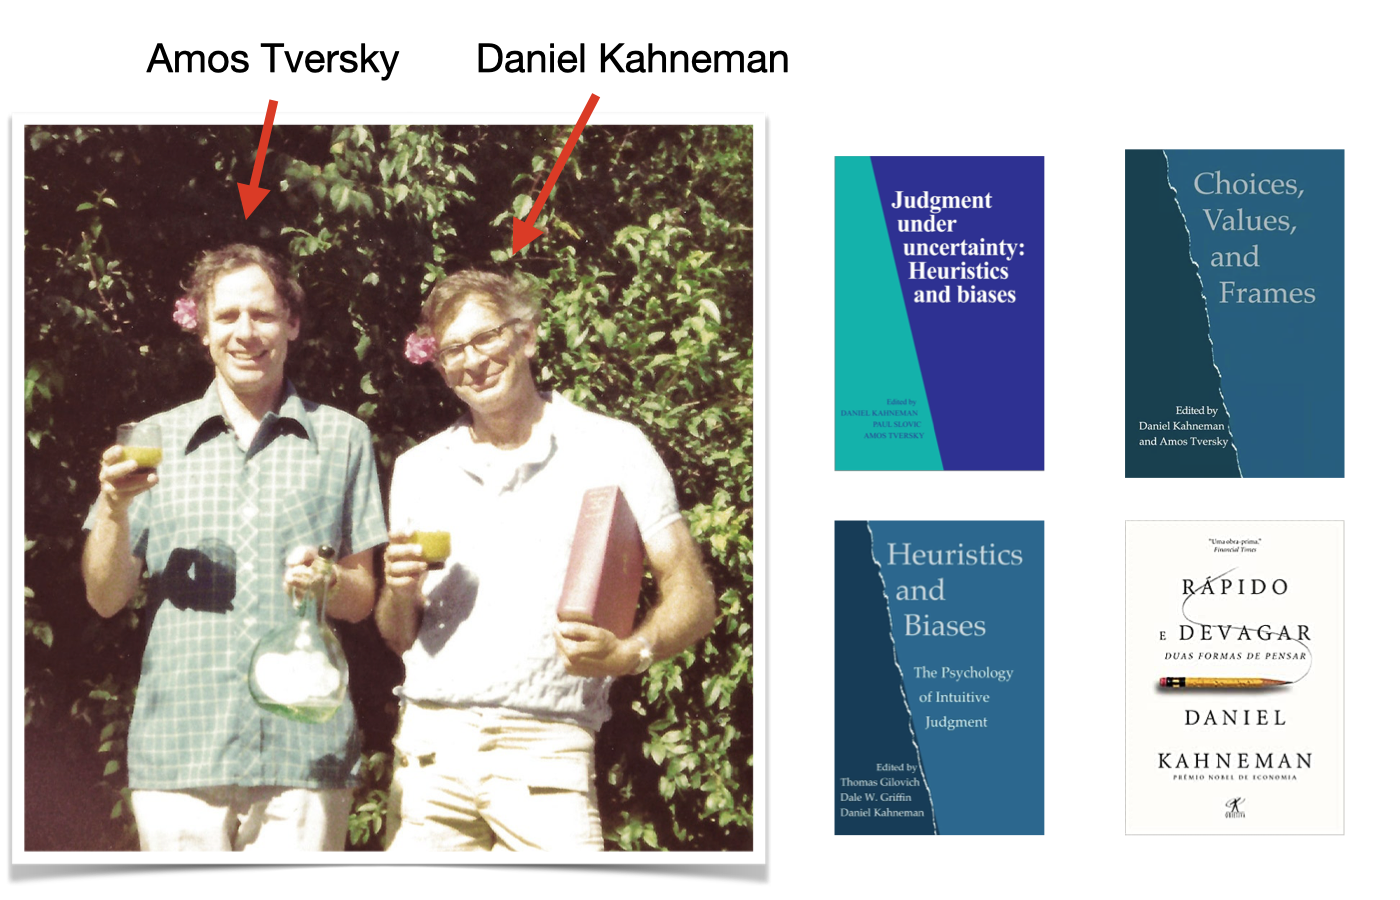 Amos Tversky
Daniel Kahneman
Judgment
under
uncertainty:
Heuristics
and biases
Edited by
DANIEL KAHNEMAN
PAUL SLOVIC
AMOS TVERSKY
Choices,
Values,
and
Frames
Edited by
Daniel Kahneman
and Amos Tversky
Heuristics
and
Biases
The Psychology
of Intuitive
Judgment
Edited by
Thomas Gilovich
Dale W. Griffin
Daniel Kahneman
"Uma obra-prima."
Financial Times
RÁPIDO
E DEVAGAR
DUAS FORMAS DE PENSAR
DANIEL
KAHNEMAN
PRÊMIO NOBEL DE ECONOMIA
OBJETIVA